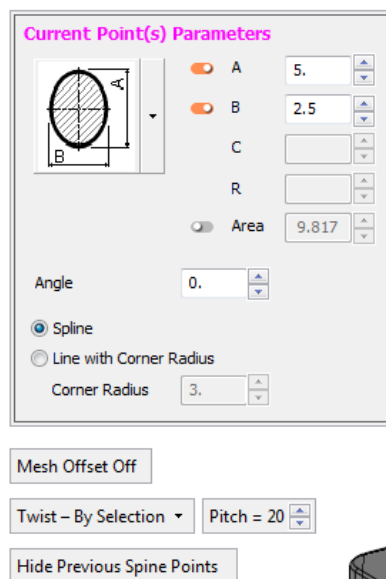 Current Point(s) Parameters
A 5.
A
B 2.5
B
C
R
Area 9.817
Angle 0.
Spline
Line with Corner Radius
Corner Radius 3.
Mesh Offset Off
Twist – By Selection Pitch = 20
Hide Previous Spine Points